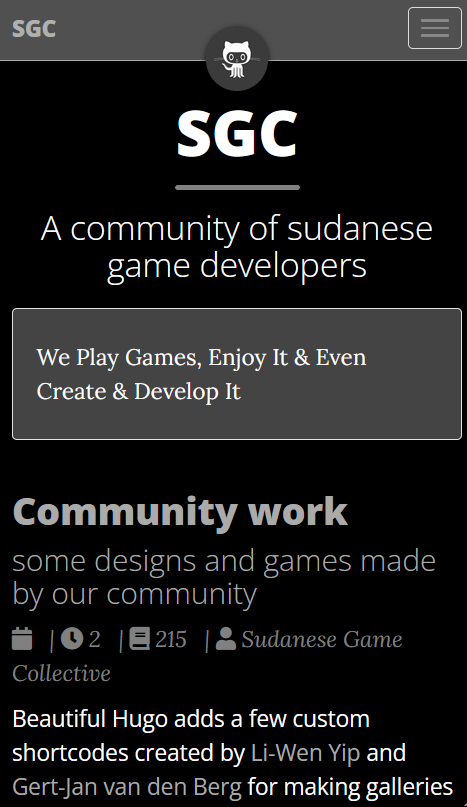 SGC
SGC
A community of sudanese
game developers
We Play Games, Enjoy It & Even
Create & Develop It
Community work
some designs and games made
by our community
| 2 | 215 | Sudanese Game
Collective
Beautiful Hugo adds a few custom
shortcodes created by Li-Wen Yip and
Gert-Jan van den Berg for making galleries